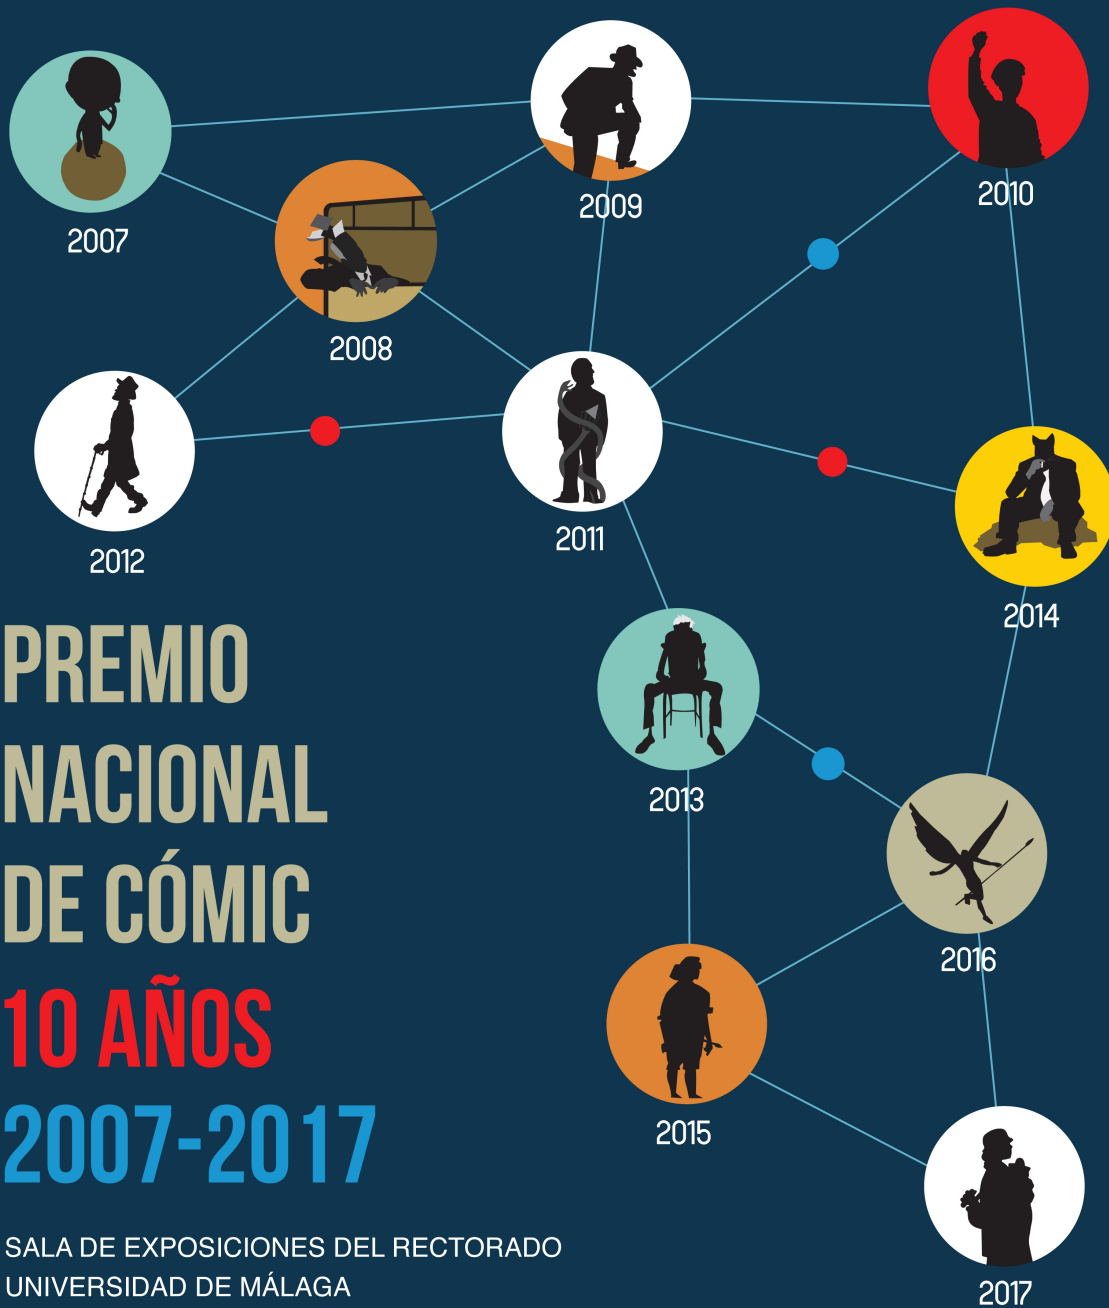 2007
2008
2009
2010
2011
2012
2013
2014
2015
2016
2017
PREMIO
NACIONAL
DE CÓMIC
10 AÑOS
2007-2017
SALA DE EXPOSICIONES DEL RECTORADO
UNIVERSIDAD DE MÁLAGA